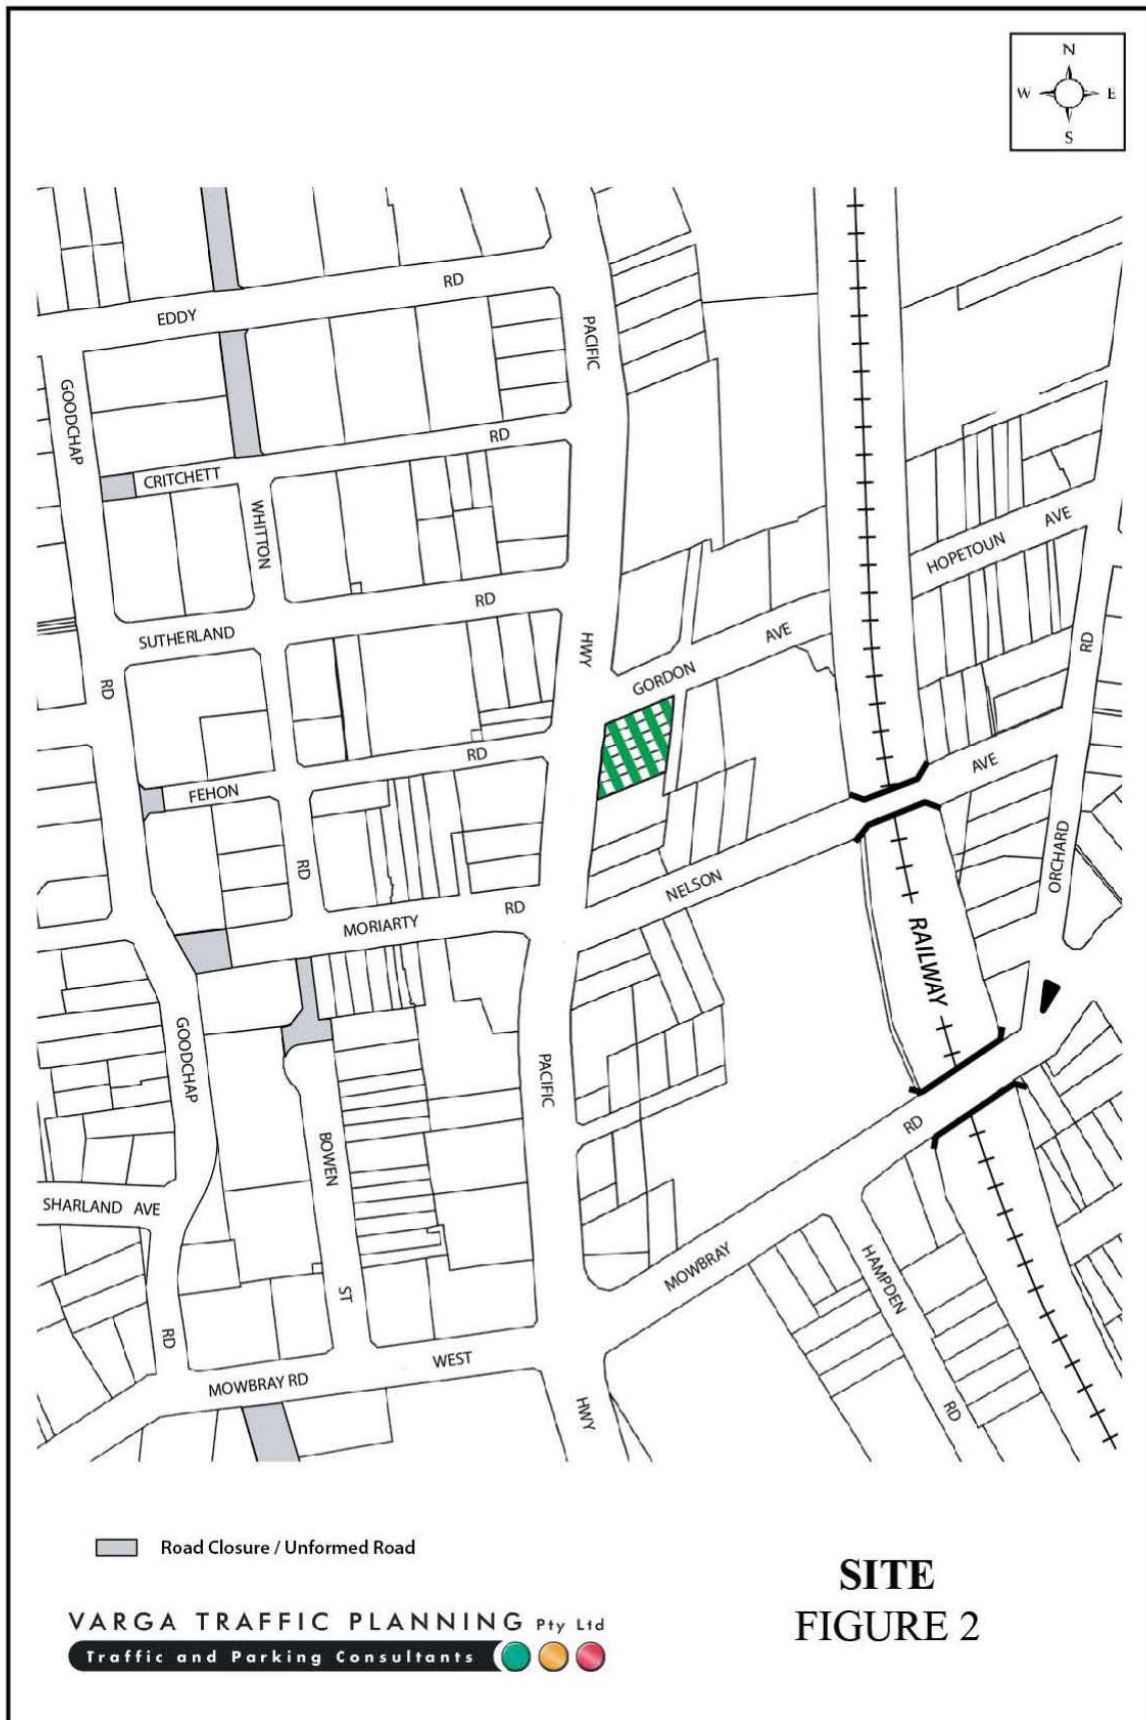 N
W E
S
EDDY RD
PACIFIC
GOODCHAP
CRITCHETT RD
WHITTON
HOPETOUN AVE
SUTHERLAND RD
HWY
GORDON AVE
RD
RD
FEHON RD
NELSON AVE
ORCHARD
RD
MORIARTY RD
RAILWAY
GOODCHAP
PACIFIC
BOWEN
RD
SHARLAND AVE
MOWBRAY
HAMPDEN
ST
RD
MOWBRAY RD WEST
HWY
RD
Road Closure / Unformed Road
VARGA TRAFFIC PLANNING Pty Ltd
Traffic and Parking Consultants
SITE
FIGURE 2